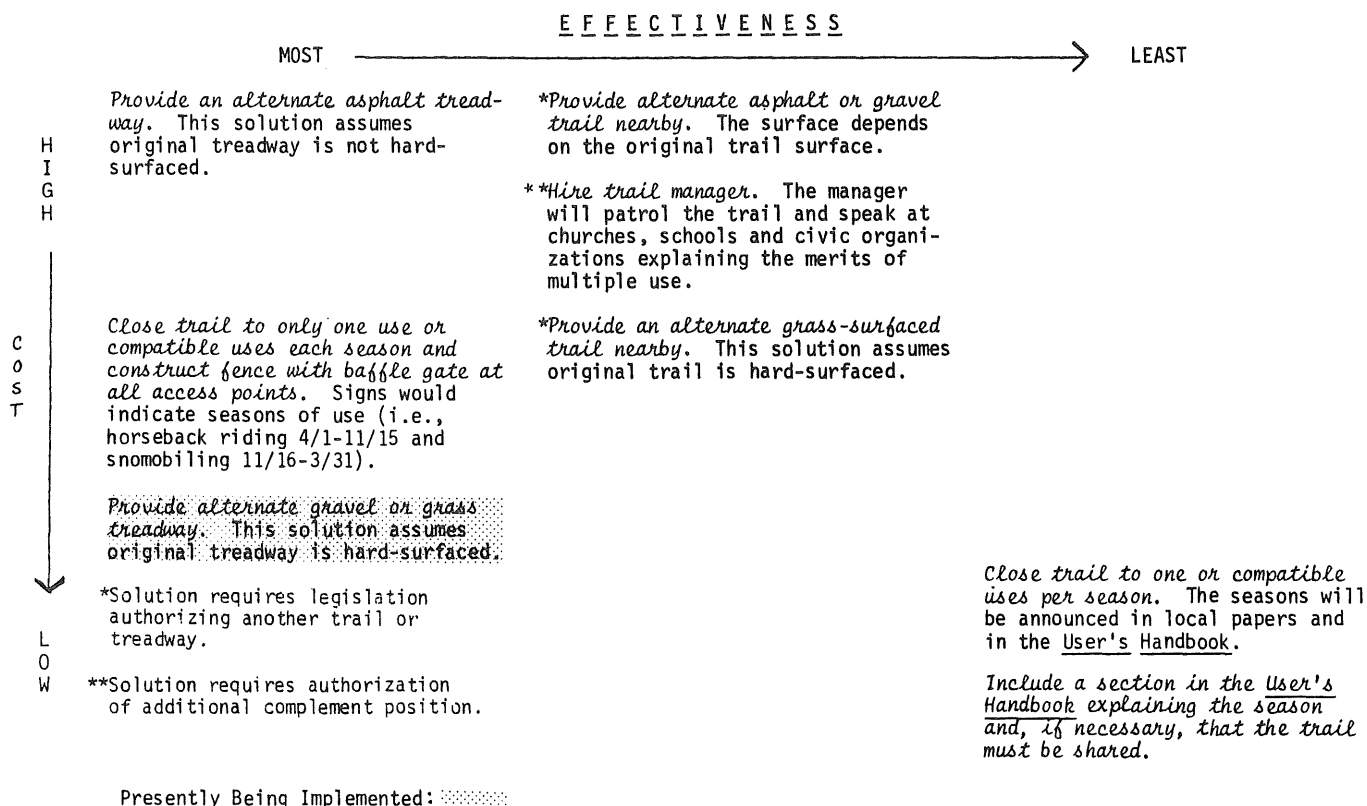 E F F E C T I V E N E S S
MOST LEAST
H
I
G
H
C
O
S
T
L
O
W
Provide an alternate asphalt tread-
way. This solution assumes
original treadway is not hard-
surfaced.
Close trail to only one use or
compatible uses each season and
construct fence with baffle gate at
all access points. Signs would
indicate seasons of use (i.e.,
horseback riding 4/1-11/15 and
snomobiling 11/16-3/31).
Provide alternate gravel or grass
treadway. This solution assumes
original treadway is hard-surfaced.
*Solution requires legislation
authorizing another trail or
treadway.
**Solution requires authorization
of additional complement position.
Presently Being Implemented:
*Provide alternate asphalt or gravel
trail nearby. The surface depends
on the original trail surface.
**Hire trail manager. The manager
will patrol the trail and speak at
churches, schools and civic organi-
zations explaining the merits of
multiple use.
*Provide an alternate grass-surfaced
trail nearby. This solution assumes
original trail is hard-surfaced.
Close trail to one or compatible
uses per season. The seasons will
be announced in local papers and
in the User's Handbook.
Include a section in the User's
Handbook explaining the season
and, if necessary, that the trail
must be shared.